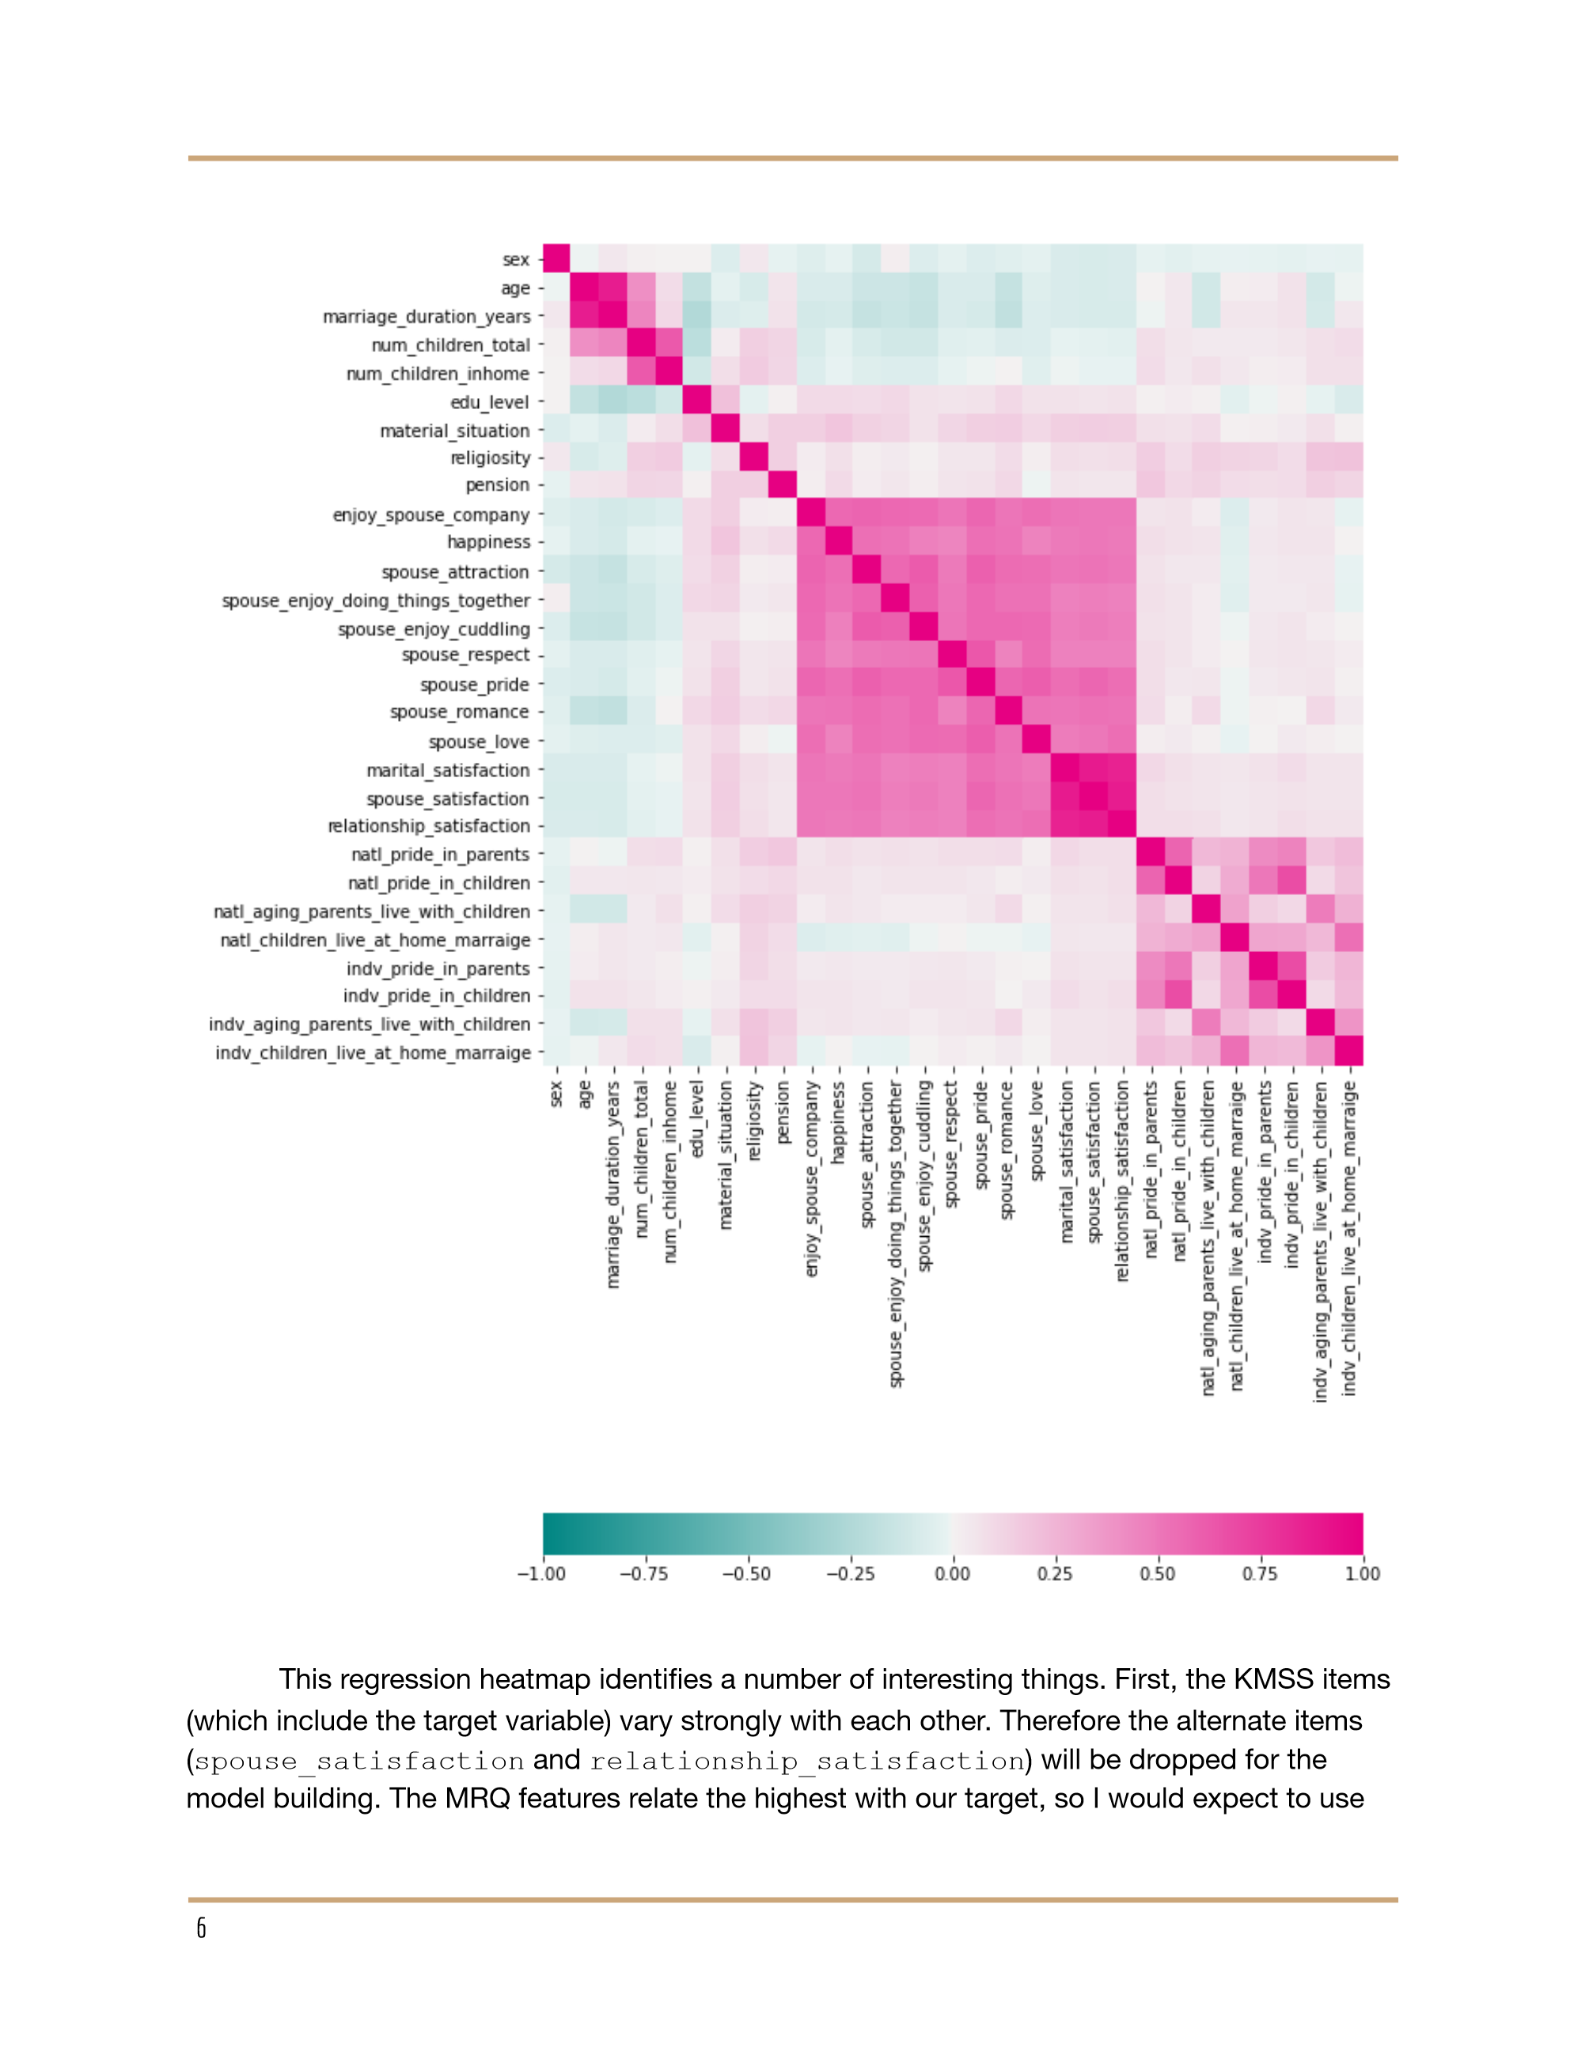 sex
age
marriage_duration_years
num_children_total
num_children_inhome
edu_level
material_situation
religiosity
pension
enjoy_spouse_company
happiness
spouse_attraction
spouse_enjoy_doing_things_together
spouse_enjoy_cuddling
spouse_respect
spouse_pride
spouse_romance
spouse_love
marital_satisfaction
spouse_satisfaction
relationship_satisfaction
natl_pride_in_parents
natl_pride_in_children
natl_aging_parents_live_with_children
natl_children_live_at_home_marraige
indv_pride_in_parents
indv_pride_in_children
indv_aging_parents_live_with_children
indv_children_live_at_home_marraige
sex
age
marriage_duration_years
num_children_total
num_children_inhome
edu_level
material_situation
religiosity
pension
enjoy_spouse_company
happiness
spouse_attraction
spouse_enjoy_doing_things_together
spouse_enjoy_cuddling
spouse_respect
spouse_pride
spouse_romance
spouse_love
marital_satisfaction
spouse_satisfaction
relationship_satisfaction
natl_pride_in_parents
natl_pride_in_children
natl_aging_parents_live_with_children
natl_children_live_at_home_marraige
indv_pride_in_parents
indv_pride_in_children
indv_aging_parents_live_with_children
indv_children_live_at_home_marraige
−1.00 −0.75 −0.50 −0.25 0.00 0.25 0.50 0.75 1.00
This regression heatmap identifies a number of interesting things. First, the KMSS items
(which include the target variable) vary strongly with each other. Therefore the alternate items
(spouse_satisfaction and relationship_satisfaction) will be dropped for the
model building. The MRQ features relate the highest with our target, so I would expect to use
6